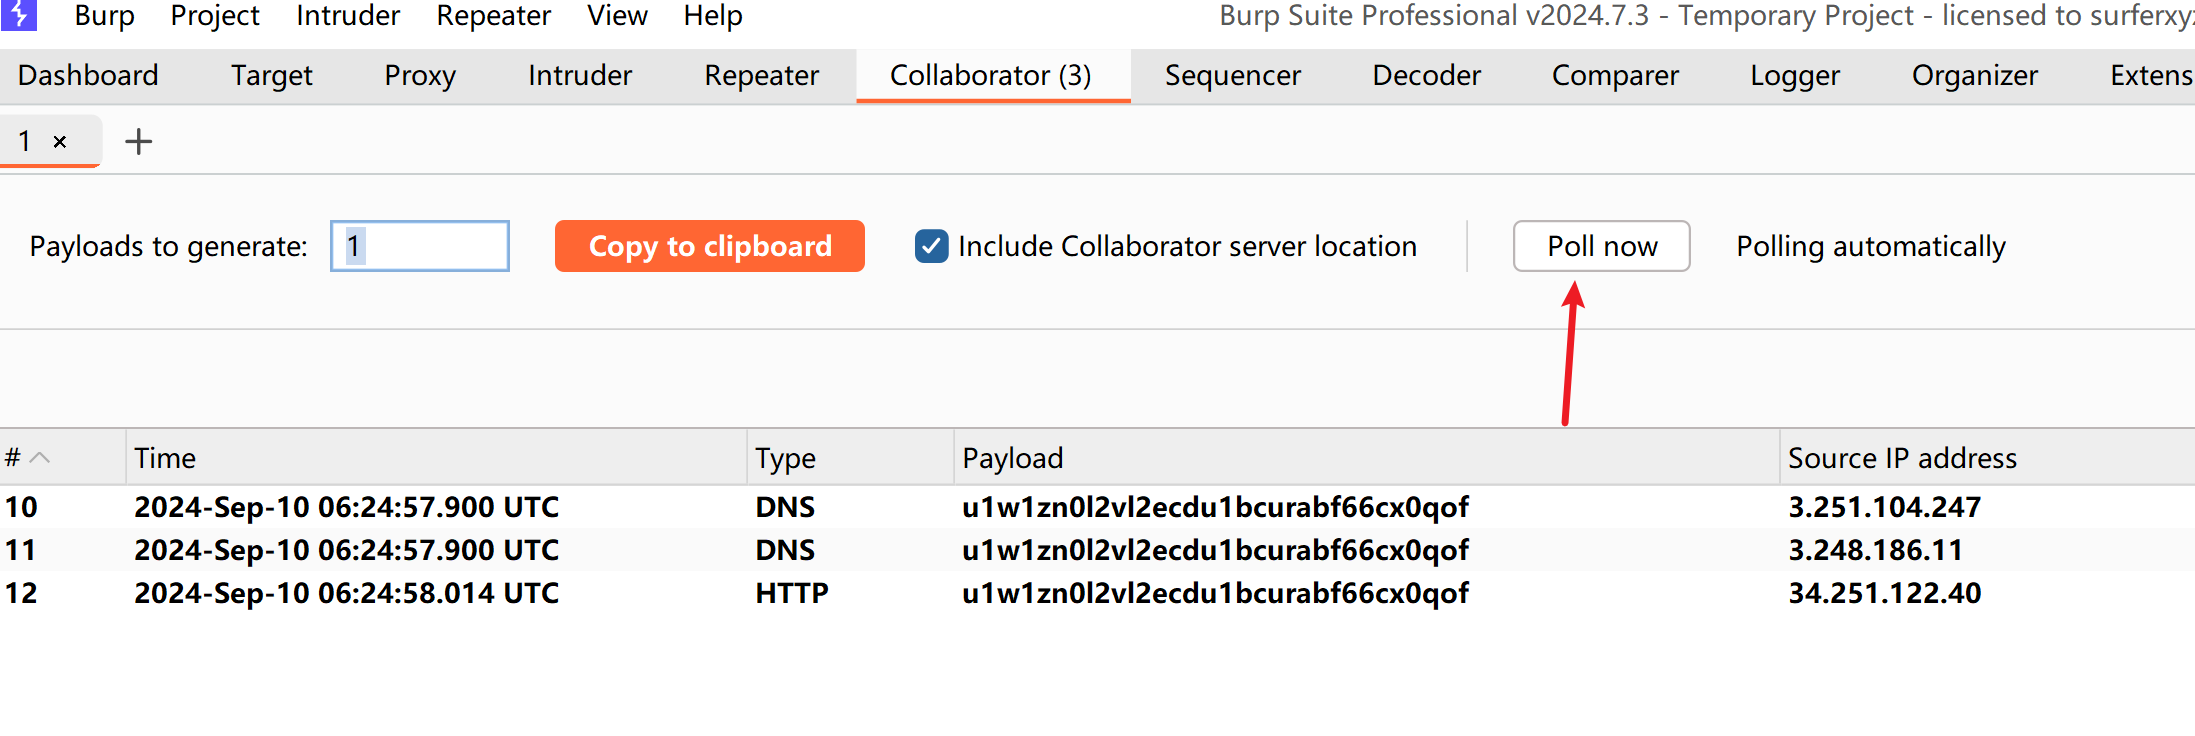 Burp Project Intruder Repeater View Help Burp Suite Professional v2024.7.3 - Temporary Project - licensed to
Dashboard Target Proxy Intruder Repeater Collaborator (3) Sequencer Decoder Comparer Logger Organizer Extens
1 × +
Payloads to generate: 1 Copy to clipboard Include Collaborator server location Poll now Polling automatically
# Time Type Payload Source IP address
10 2024-Sep-10 06:24:57.900 UTC DNS u1w1zn0l2vl2ecdu1bcurabf66cx0qof 3.251.104.247
11 2024-Sep-10 06:24:57.900 UTC DNS u1w1zn0l2vl2ecdu1bcurabf66cx0qof 3.248.186.11
12 2024-Sep-10 06:24:58.014 UTC HTTP u1w1zn0l2vl2ecdu1bcurabf66cx0qof 34.251.122.40